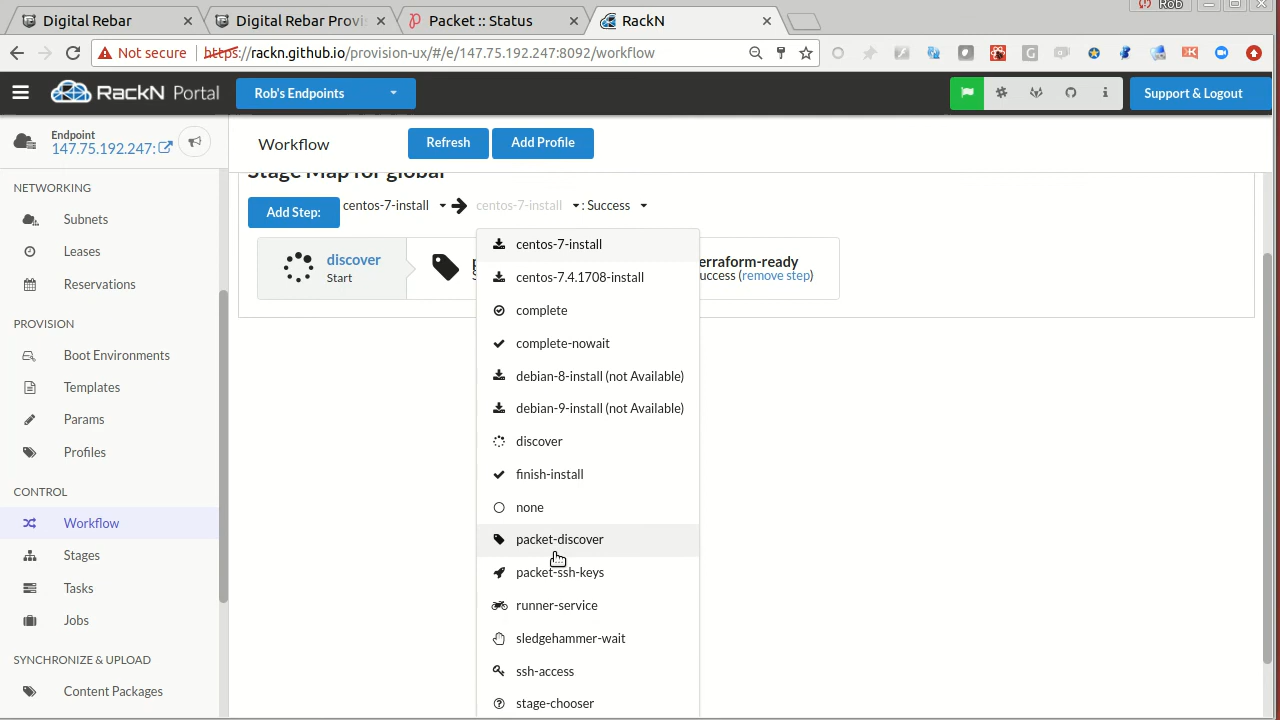 Digital Rebar
Digital Rebar Provis
Packet :: Status
RackN
Rob
Not secure
https://rackn.github.io/provision-ux/#/e/147.75.192.247:8092/workflow
RackN Portal
Rob's Endpoints
Support & Logout
Endpoint
147.75.192.247:
Workflow
Refresh
Add Profile
NETWORKING
Subnets
Leases
Reservations
PROVISION
Boot Environments
Templates
Params
Profiles
CONTROL
Workflow
Stages
Tasks
Jobs
SYNCHRONIZE & UPLOAD
Content Packages
Stage Map for global
Add Step:
centos-7-install
centos-7-install
: Success
discover
Start
erraform-ready
uccess (remove step)
centos-7-install
centos-7.4.1708-install
complete
complete-nowait
debian-8-install (not Available)
debian-9-install (not Available)
discover
finish-install
none
packet-discover
packet-ssh-keys
runner-service
sledgehammer-wait
ssh-access
stage-chooser